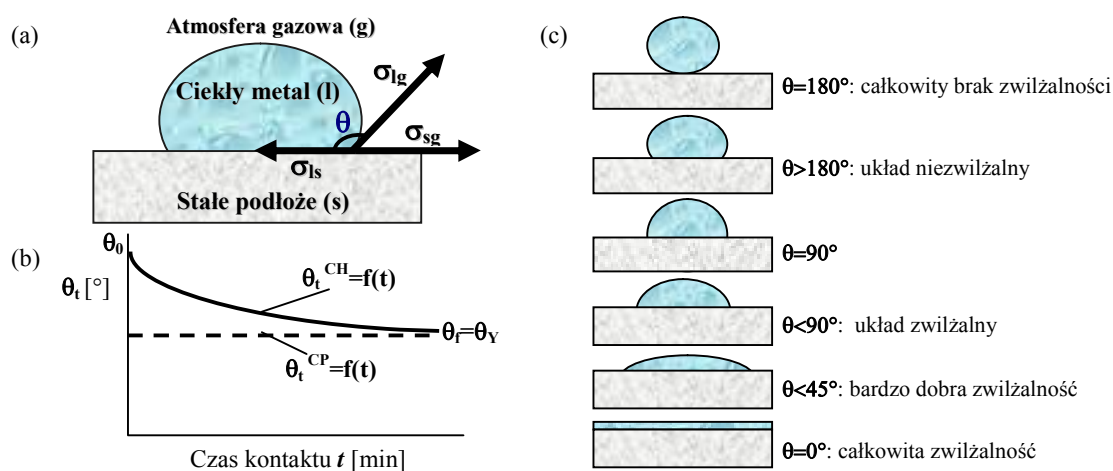 (a)
Atmosfera gazowa (g)
Ciekły metal (l)
σlg
θ
σsg
σls
Stałe podłoże (s)
(b)
θ0
θt [°]
θt CH=f(t)
θf=θY
θt CP=f(t)
Czas kontaktu t [min]
(c)
θ=180°: całkowity brak zwilżalności
θ>180°: układ niezwilżalny
θ=90°
θ<90°: układ zwilżalny
θ<45°: bardzo dobra zwilżalność
θ=0°: całkowita zwilżalność